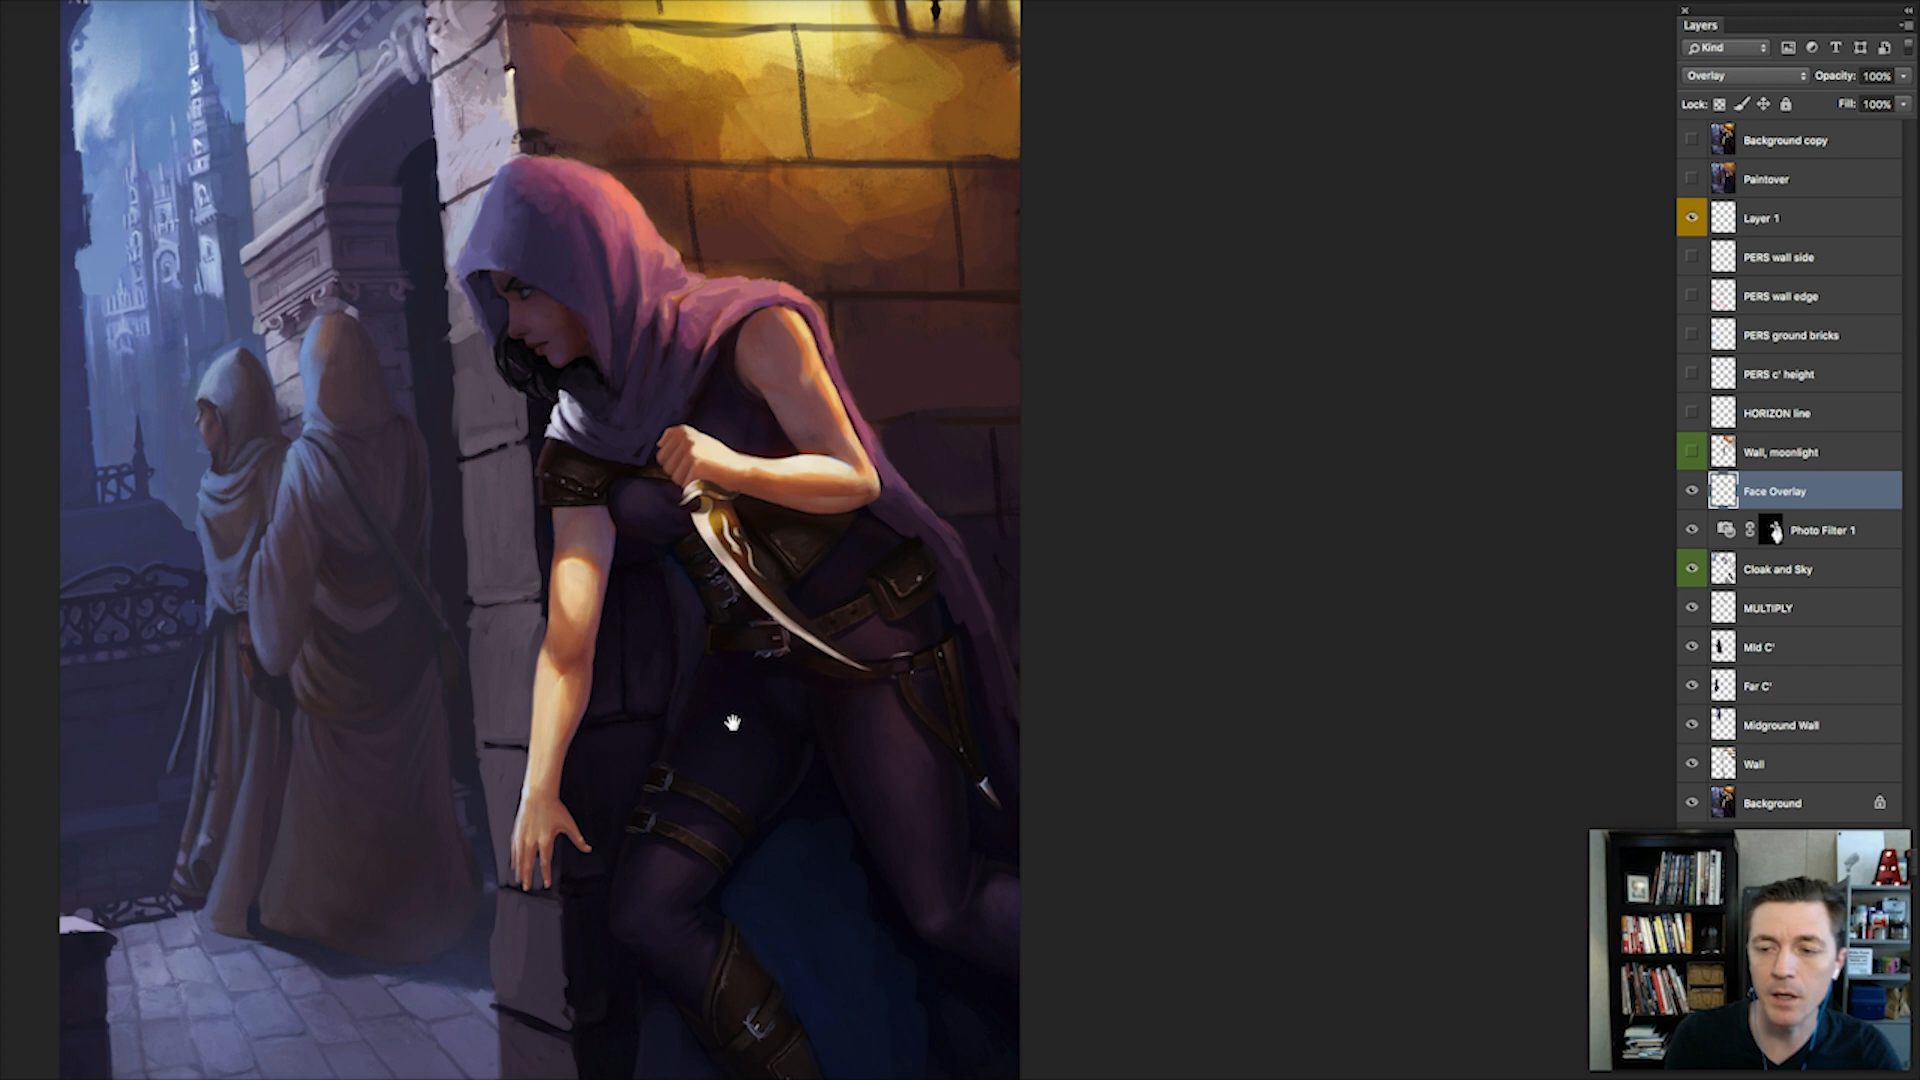 Layers
Kind
Overlay Opacity: 100%
Lock: Fill: 100%
Background copy
Paintover
Layer 1
PERS wall side
PERS wall edge
PERS ground bricks
PERS c' height
HORIZON line
Wall, moonlight
Face Overlay
Photo Filter 1
Cloak and Sky
MULTIPLY
Mid C'
Far C'
Midground Wall
Wall
Background